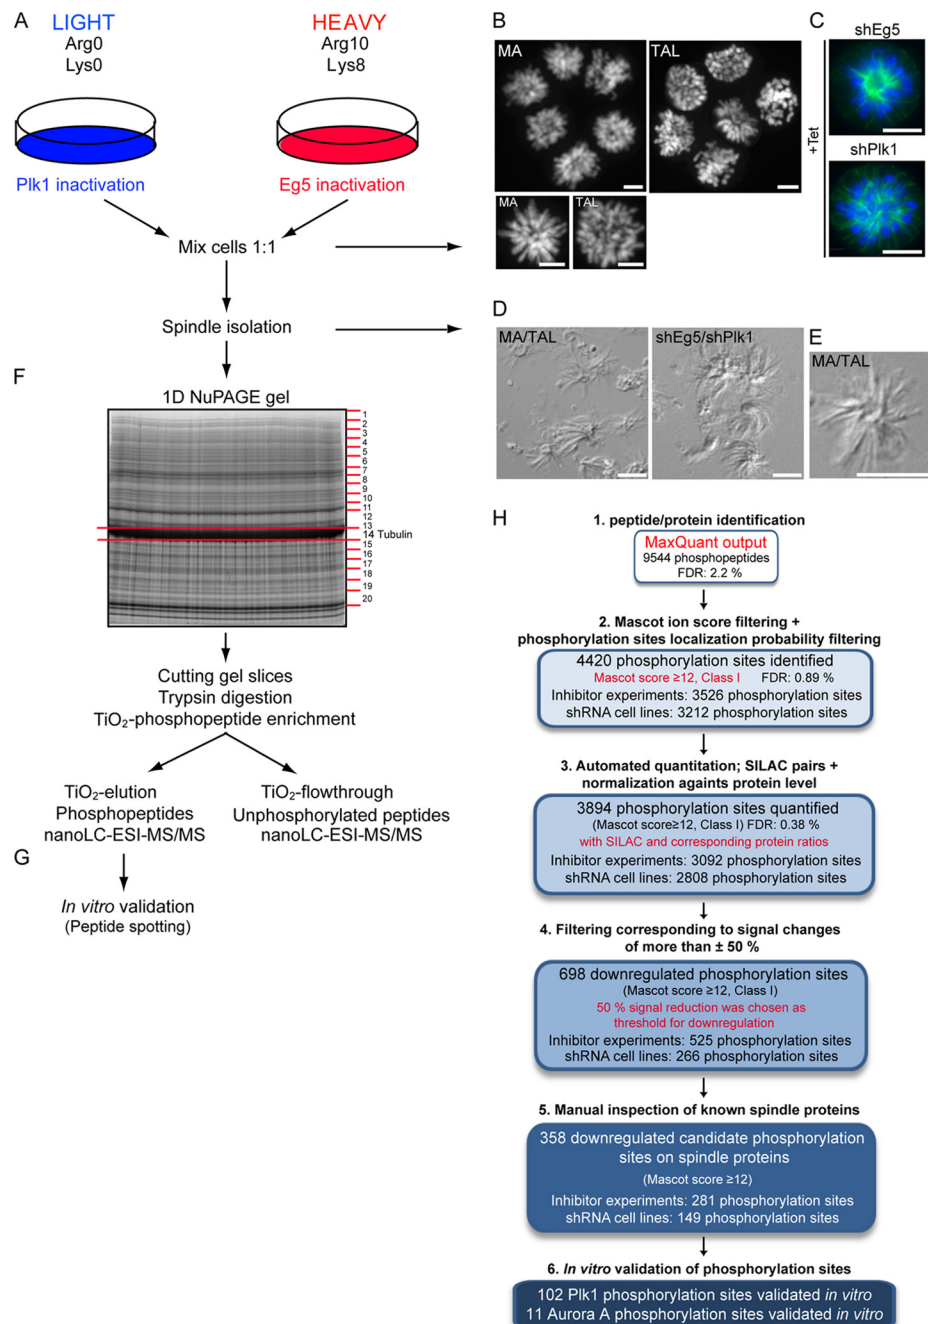 A
LIGHT
Arg0
Lys0
HEAVY
Arg10
Lys8
Plk1 inactivation
Eg5 inactivation
Mix cells 1:1
Spindle isolation
B
MA
TAL
MA
TAL
C
shEg5
+Tet
shPlk1
D
MA/TAL
shEg5/shPlk1
E
MA/TAL
F
1D NuPAGE gel
1
2
3
4
5
6
7
8
9
10
11
12
13
14 Tubulin
15
16
17
18
19
20
Cutting gel slices
Trypsin digestion
TiO2-phosphopeptide enrichment
TiO2-elution
Phosphopeptides
nanoLC-ESI-MS/MS
TiO2-flowthrough
Unphosphorylated peptides
nanoLC-ESI-MS/MS
G
In vitro validation
(Peptide spotting)
H
1. peptide/protein identification
MaxQuant output
9544 phosphopeptides
FDR: 2.2 %
2. Mascot ion score filtering +
phosphorylation sites localization probability filtering
4420 phosphorylation sites identified
Mascot score ≥12, Class I FDR: 0.89 %
Inhibitor experiments: 3526 phosphorylation sites
shRNA cell lines: 3212 phosphorylation sites
3. Automated quantitation; SILAC pairs +
normalization againts protein level
3894 phosphorylation sites quantified
(Mascot score≥12, Class I) FDR: 0.38 %
with SILAC and corresponding protein ratios
Inhibitor experiments: 3092 phosphorylation sites
shRNA cell lines: 2808 phosphorylation sites
4. Filtering corresponding to signal changes
of more than ± 50 %
698 downregulated phosphorylation sites
(Mascot score ≥12, Class I)
50 % signal reduction was chosen as
threshold for downregulation
Inhibitor experiments: 525 phosphorylation sites
shRNA cell lines: 266 phosphorylation sites
5. Manual inspection of known spindle proteins
358 downregulated candidate phosphorylation
sites on spindle proteins
(Mascot score ≥12)
Inhibitor experiments: 281 phosphorylation sites
shRNA cell lines: 149 phosphorylation sites
6. In vitro validation of phosphorylation sites
102 Plk1 phosphorylation sites validated in vitro
11 Aurora A phosphorylation sites validated in vitro